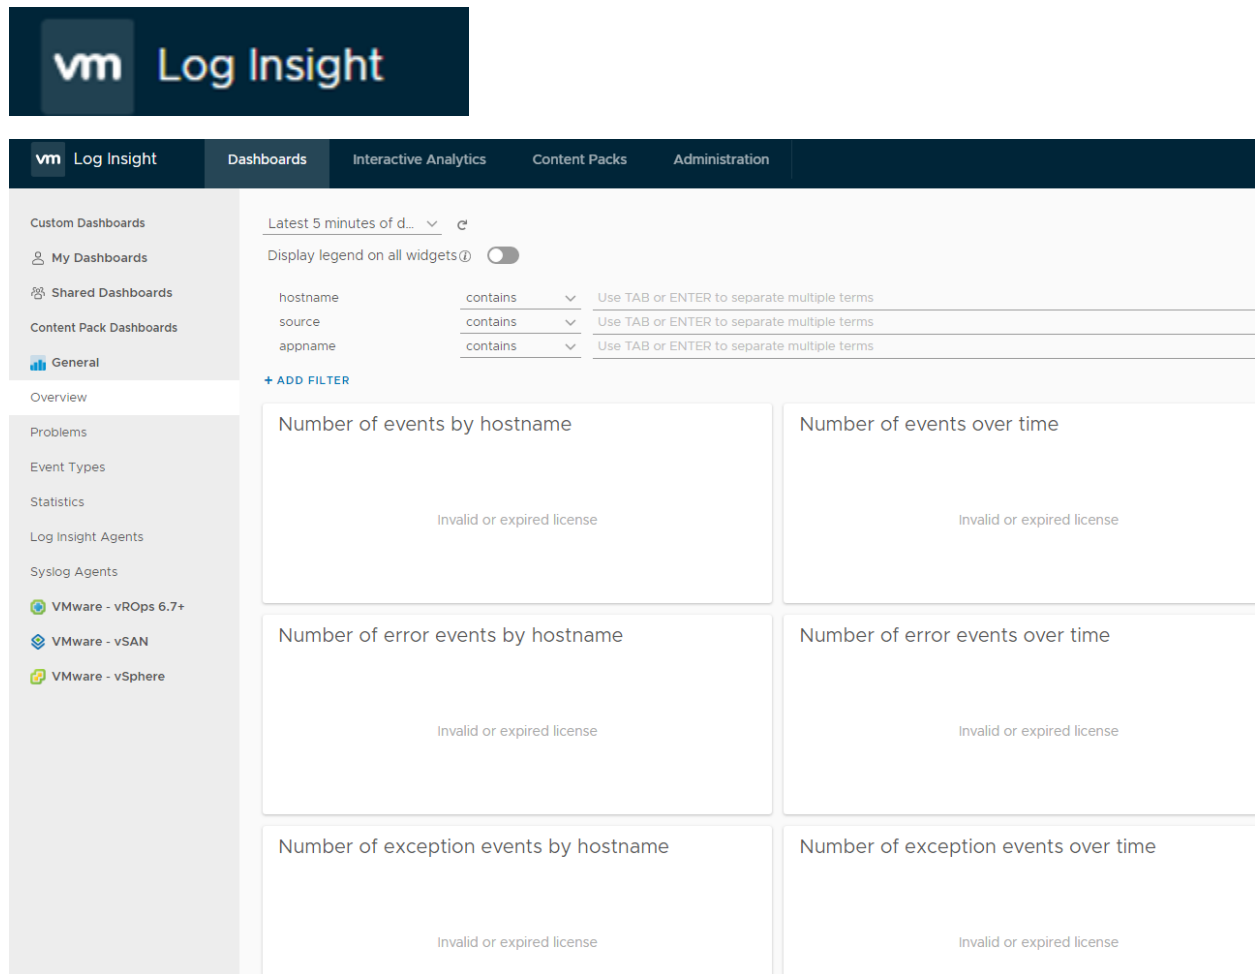 vm Log Insight
vm Log Insight Dashboards Interactive Analytics Content Packs Administration
Custom Dashboards
My Dashboards
Shared Dashboards
Content Pack Dashboards
General
Overview
Problems
Event Types
Statistics
Log Insight Agents
Syslog Agents
VMware - vROps 6.7+
VMware - vSAN
VMware - vSphere
Latest 5 minutes of d...
Display legend on all widgets
hostname contains Use TAB or ENTER to separate multiple terms
source contains Use TAB or ENTER to separate multiple terms
appname contains Use TAB or ENTER to separate multiple terms
+ ADD FILTER
Number of events by hostname
Invalid or expired license
Number of events over time
Invalid or expired license
Number of error events by hostname
Invalid or expired license
Number of error events over time
Invalid or expired license
Number of exception events by hostname
Invalid or expired license
Number of exception events over time
Invalid or expired license